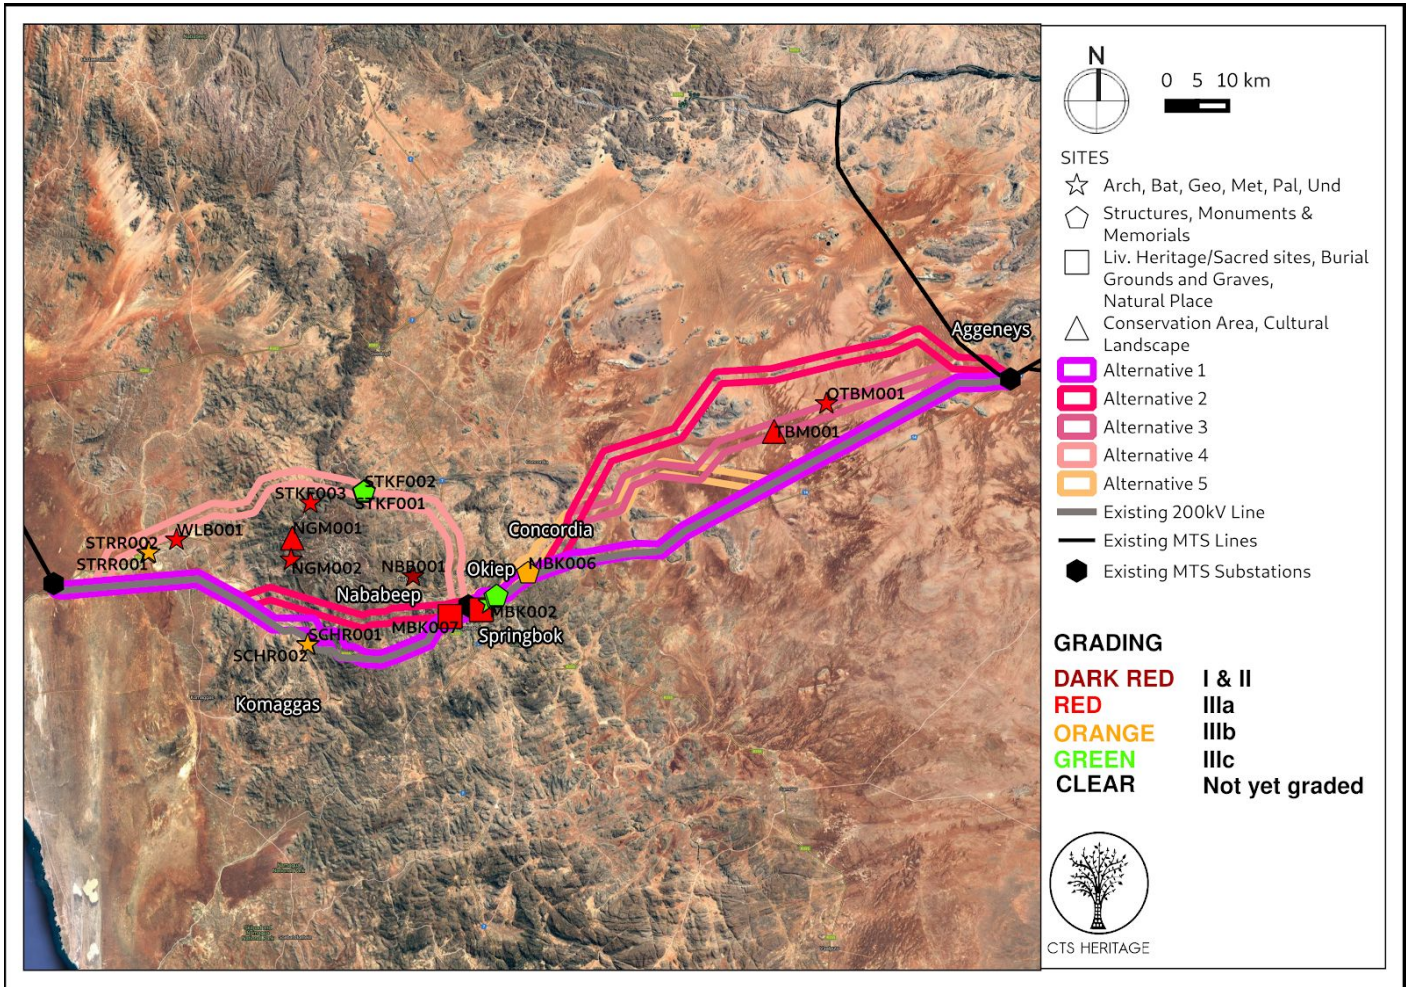 Aggeneys
OTBM001
TBM001
STKF002
STKF003
STKF001
WLB001
NGM001
STRR002
STRR001
NGM002
NBB001
Concordia
Okiep
MBK006
Nababeep
MBK002
MBK007
Springbok
SCHR001
SCHR002
Komaggas
N
0 5 10 km
SITES
Arch, Bat, Geo, Met, Pal, Und
Structures, Monuments &
Memorials
Liv. Heritage/Sacred sites, Burial
Grounds and Graves,
Natural Place
Conservation Area, Cultural
Landscape
Alternative 1
Alternative 2
Alternative 3
Alternative 4
Alternative 5
Existing 200kV Line
Existing MTS Lines
Existing MTS Substations
GRADING
DARK RED I & II
RED IIIa
ORANGE IIIb
GREEN IIIc
CLEAR Not yet graded
CTS HERITAGE